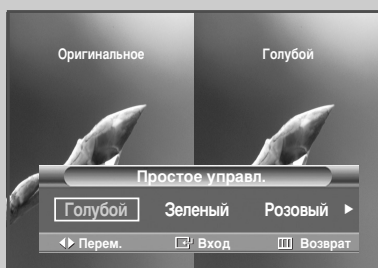 Оригинальное Голубой
Простое управл.
Голубой Зеленый Розовый
Перем. Вход Возврат